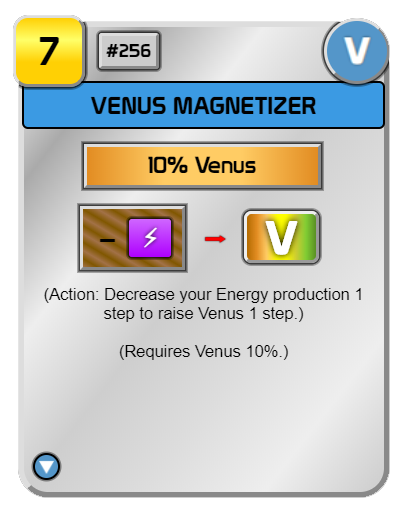 7
#256
V
VENUS MAGNETIZER
10% Venus
– → V
(Action: Decrease your Energy production 1
step to raise Venus 1 step.)
(Requires Venus 10%.)